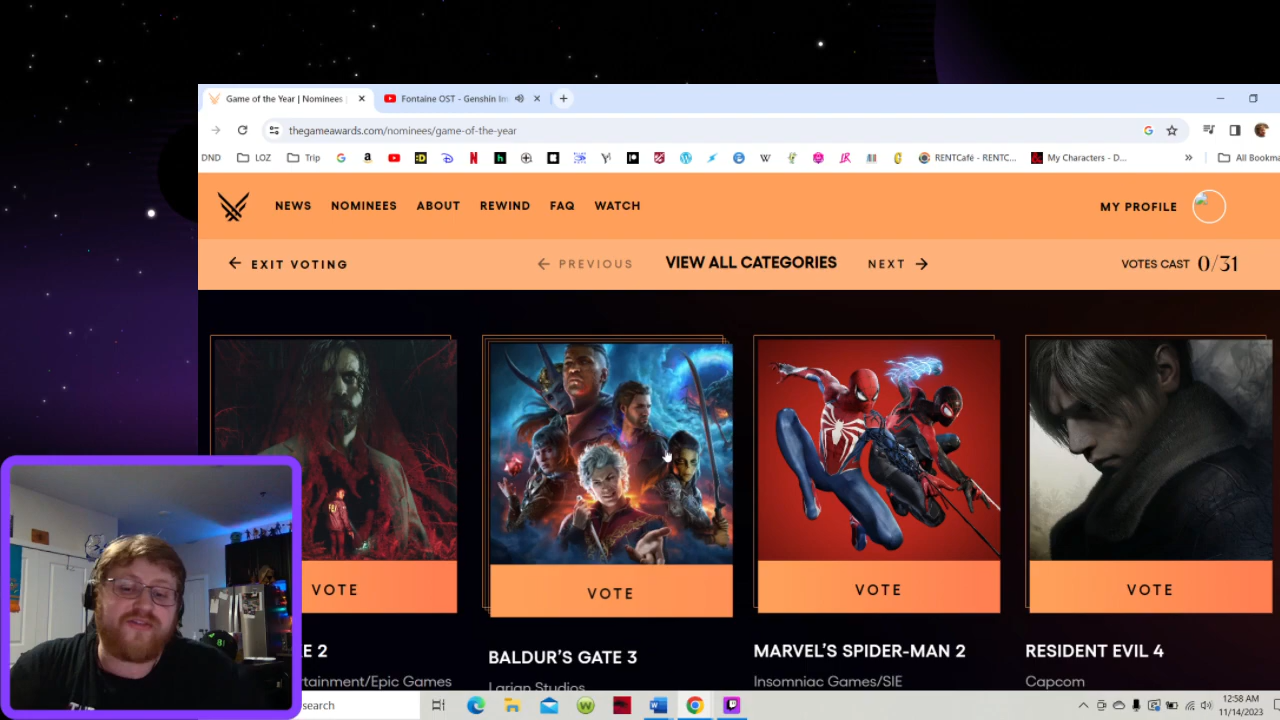 Game of the Year | Nominees
Fontaine OST - Genshin Im
thegameawards.com/nominees/game-of-the-year
DND LOZ Trip RENTCafé - RENTC... My Characters - D... » All Bookma
NEWS NOMINEES ABOUT REWIND FAQ WATCH MY PROFILE
EXIT VOTING PREVIOUS VIEW ALL CATEGORIES NEXT VOTES CAST 0/31
VOTE VOTE VOTE VOTE
E 2 BALDUR'S GATE 3 MARVEL'S SPIDER-MAN 2 RESIDENT EVIL 4
rtainment/Epic Games Larian Studios Insomniac Games/SIE Capcom
search
12:58 AM
11/14/2023